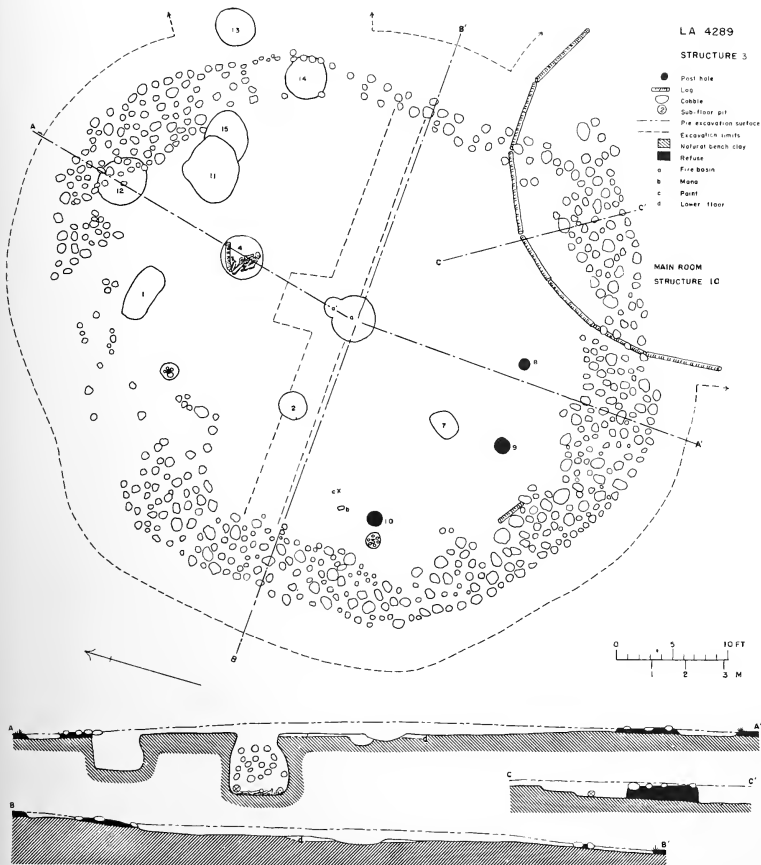 LA 4289
STRUCTURE 3
Post hole
Log
Cobble
2 Sub-floor pit
Pre excavation surface
Excavation limits
Natural bench clay
Refuse
a Fire basin
b Mano
c Paint
d Lower floor
MAIN ROOM
STRUCTURE 10
13
14
15
11
12
4
1
2
a
a
7
8
9
10
c x
b
A
A'
B
B'
C
C'
0 5 10 FT
1 2 3 M
A
A'
d
C
C'
B
B'
d